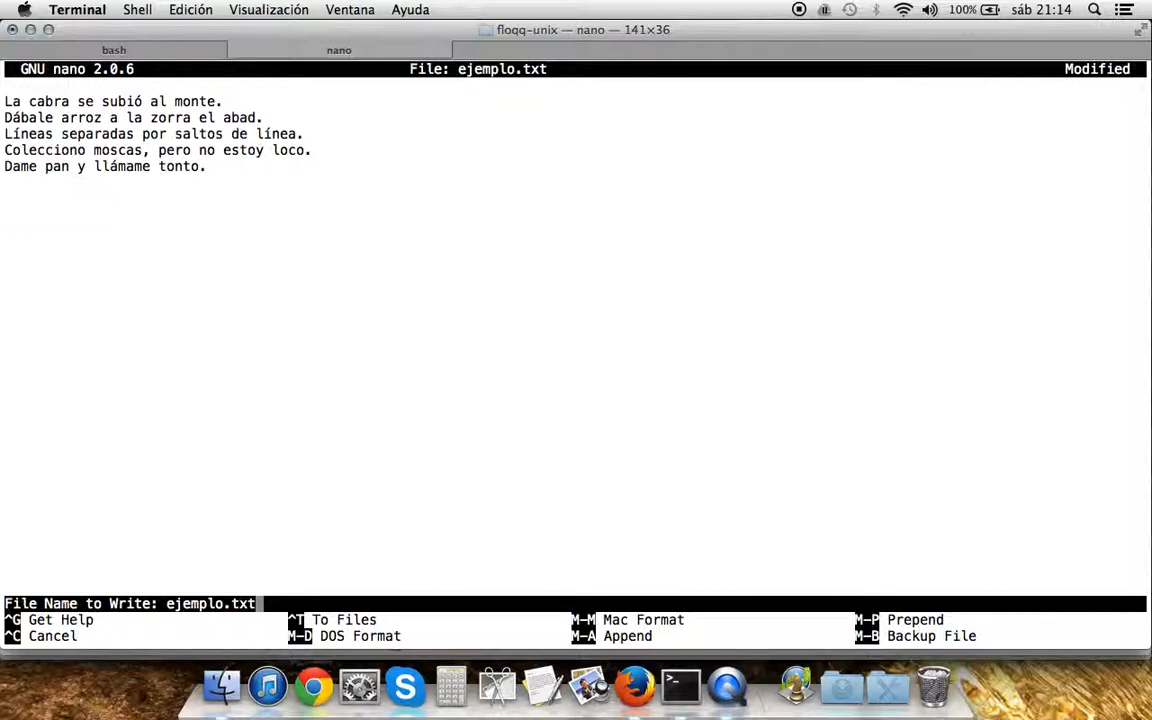 Terminal Shell Edición Visualización Ventana Ayuda 100% sáb 21:14
floqq-unix — nano — 141×36
bash nano
GNU nano 2.0.6 File: ejemplo.txt Modified
La cabra se subió al monte.
Dábale arroz a la zorra el abad.
Líneas separadas por saltos de línea.
Colecciono moscas, pero no estoy loco.
Dame pan y llámame tonto.
File Name to Write: ejemplo.txt
^G Get Help ^T To Files M-M Mac Format M-P Prepend
^C Cancel M-D DOS Format M-A Append M-B Backup File